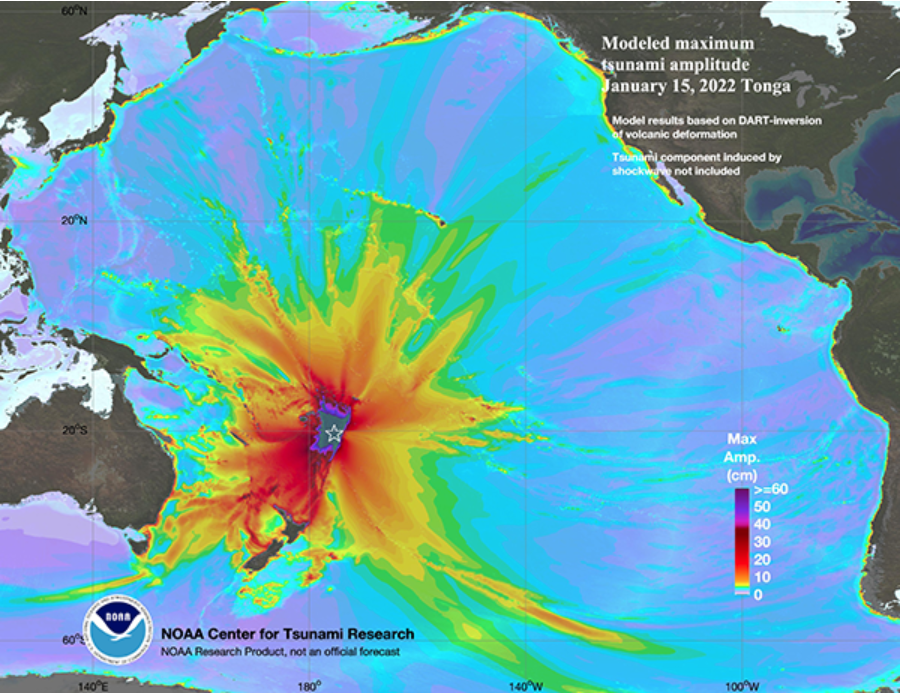 60°N
Modeled maximum
tsunami amplitude
January 15, 2022 Tonga
Model results based on DART-inversion
of volcanic deformation
Tsunami component induced by
shockwave not included
20°N
20°S
Max
Amp.
(cm)
>=60
50
40
30
20
10
0
NOAA
NOAA Center for Tsunami Research
NOAA Research Product, not an official forecast
60°S
140°E
180°
140°W
100°W